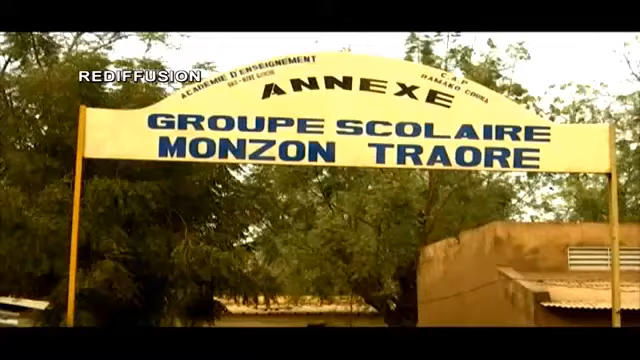 REDIFFUSION
ACADEMIE D'ENSEIGNEMENT
ANNEXE
C.A.P
BAMAKO COURA
GROUPE SCOLAIRE
MONZON TRAORE